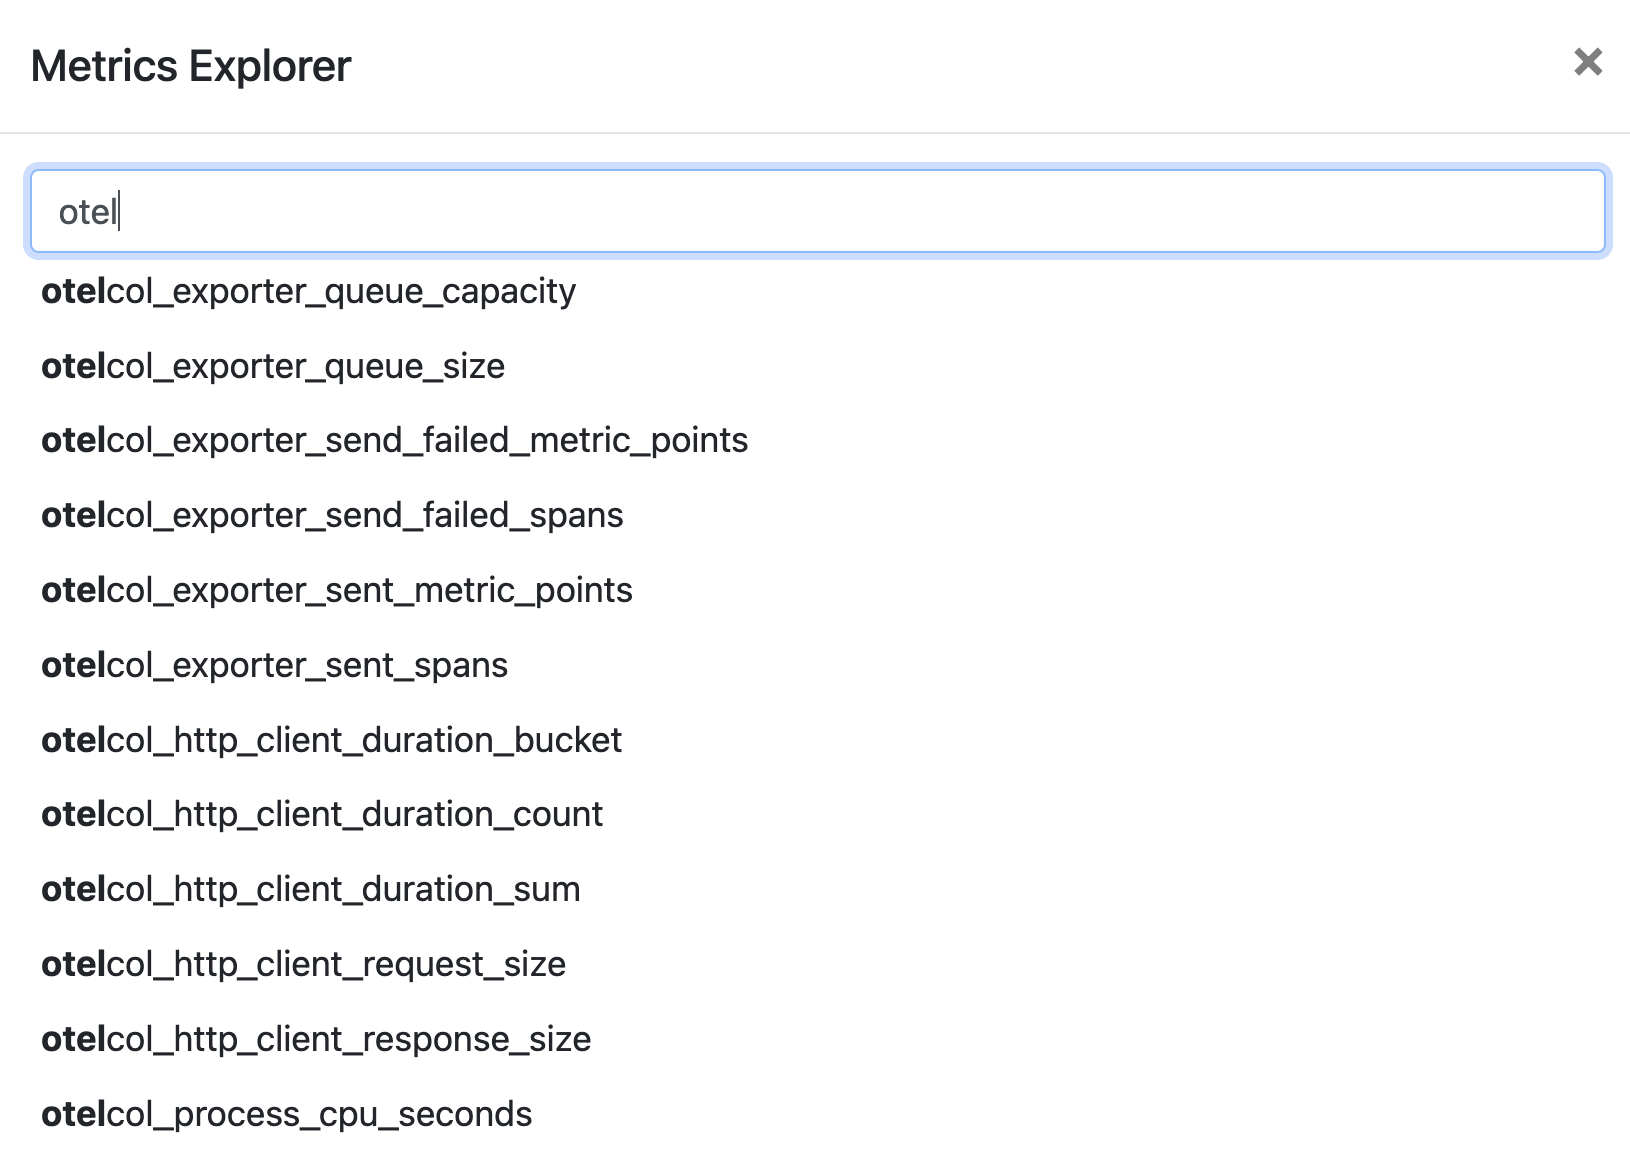 Metrics Explorer
otel
otelcol_exporter_queue_capacity
otelcol_exporter_queue_size
otelcol_exporter_send_failed_metric_points
otelcol_exporter_send_failed_spans
otelcol_exporter_sent_metric_points
otelcol_exporter_sent_spans
otelcol_http_client_duration_bucket
otelcol_http_client_duration_count
otelcol_http_client_duration_sum
otelcol_http_client_request_size
otelcol_http_client_response_size
otelcol_process_cpu_seconds